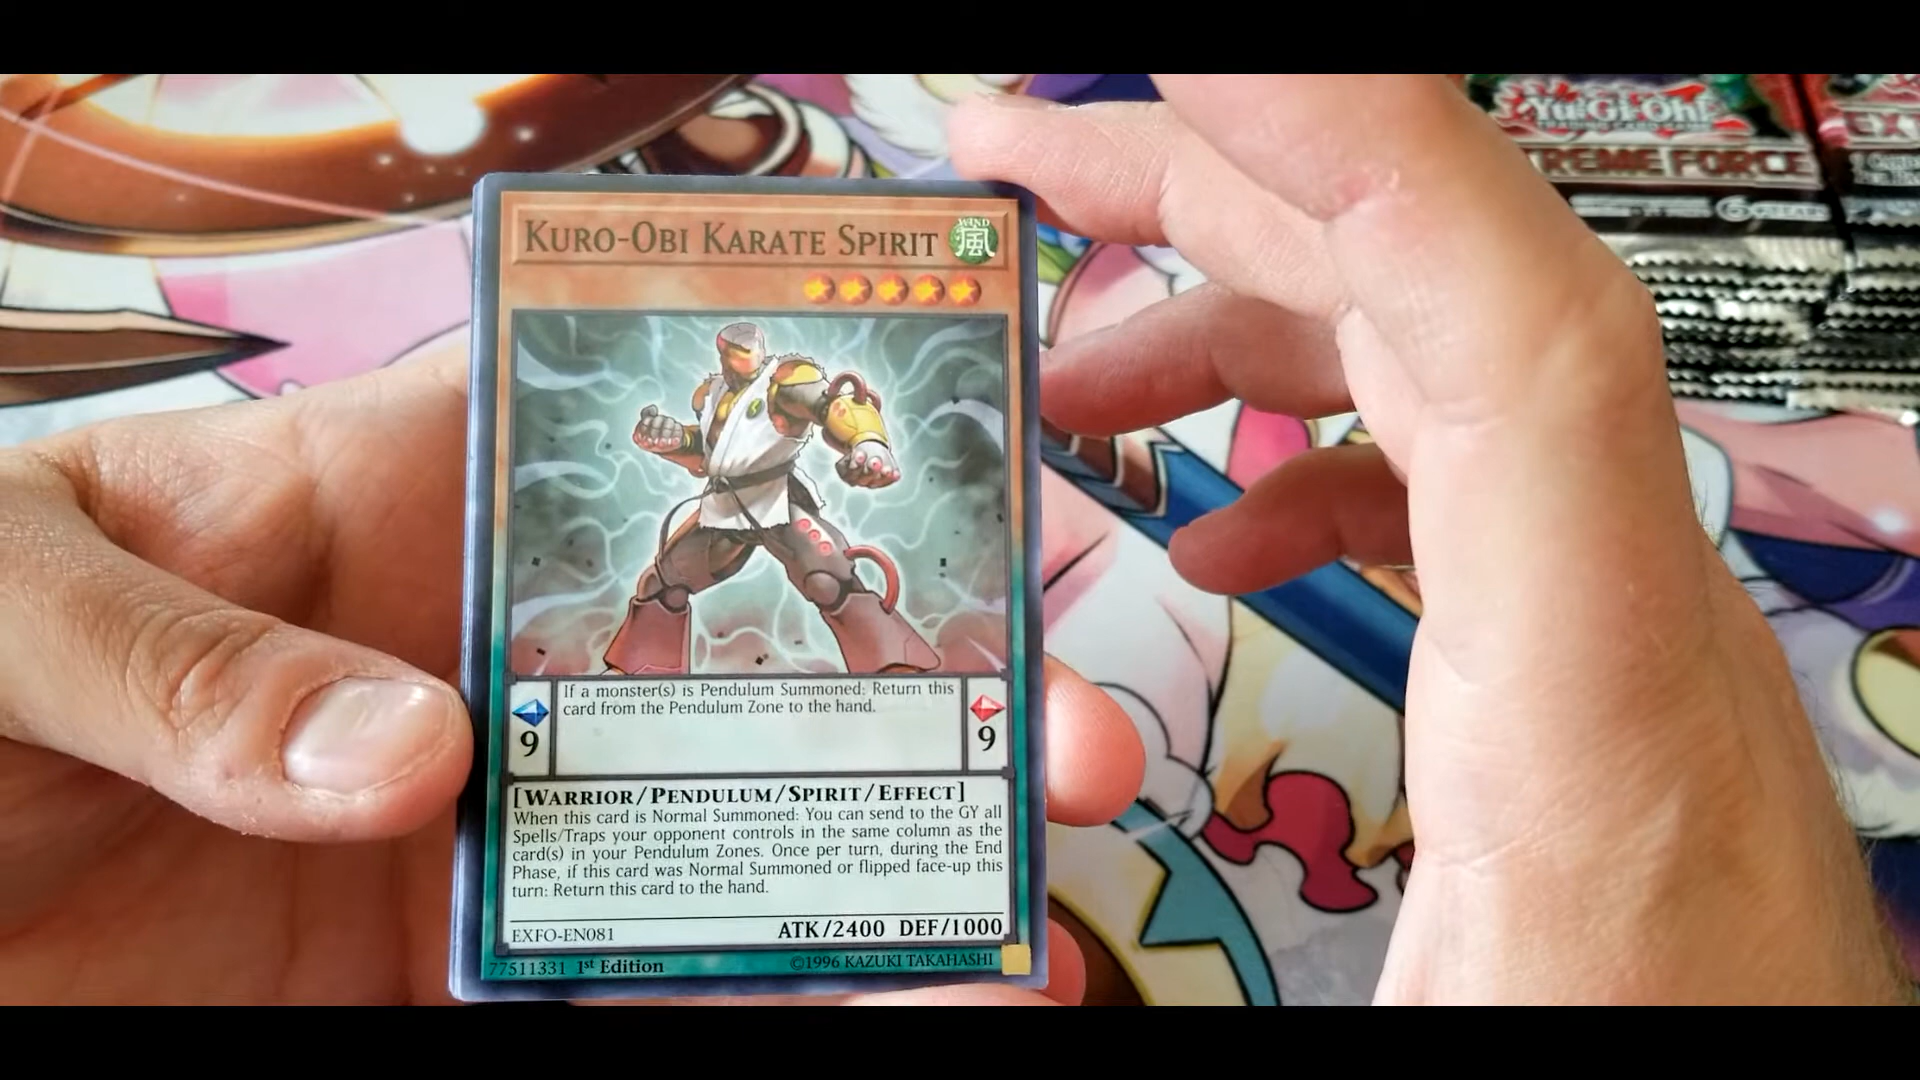 Yu-Gi-Oh!
TREME FORCE
EX
KURO-OBI KARATE SPIRIT
WIND
風
If a monster(s) is Pendulum Summoned: Return this
card from the Pendulum Zone to the hand.
9
9
[WARRIOR/PENDULUM/SPIRIT/EFFECT]
When this card is Normal Summoned: You can send to the GY all
Spells/Traps your opponent controls in the same column as the
card(s) in your Pendulum Zones. Once per turn, during the End
Phase, if this card was Normal Summoned or flipped face-up this
turn: Return this card to the hand.
EXFO-EN081
ATK/2400 DEF/1000
77511331 1st Edition
©1996 KAZUKI TAKAHASHI